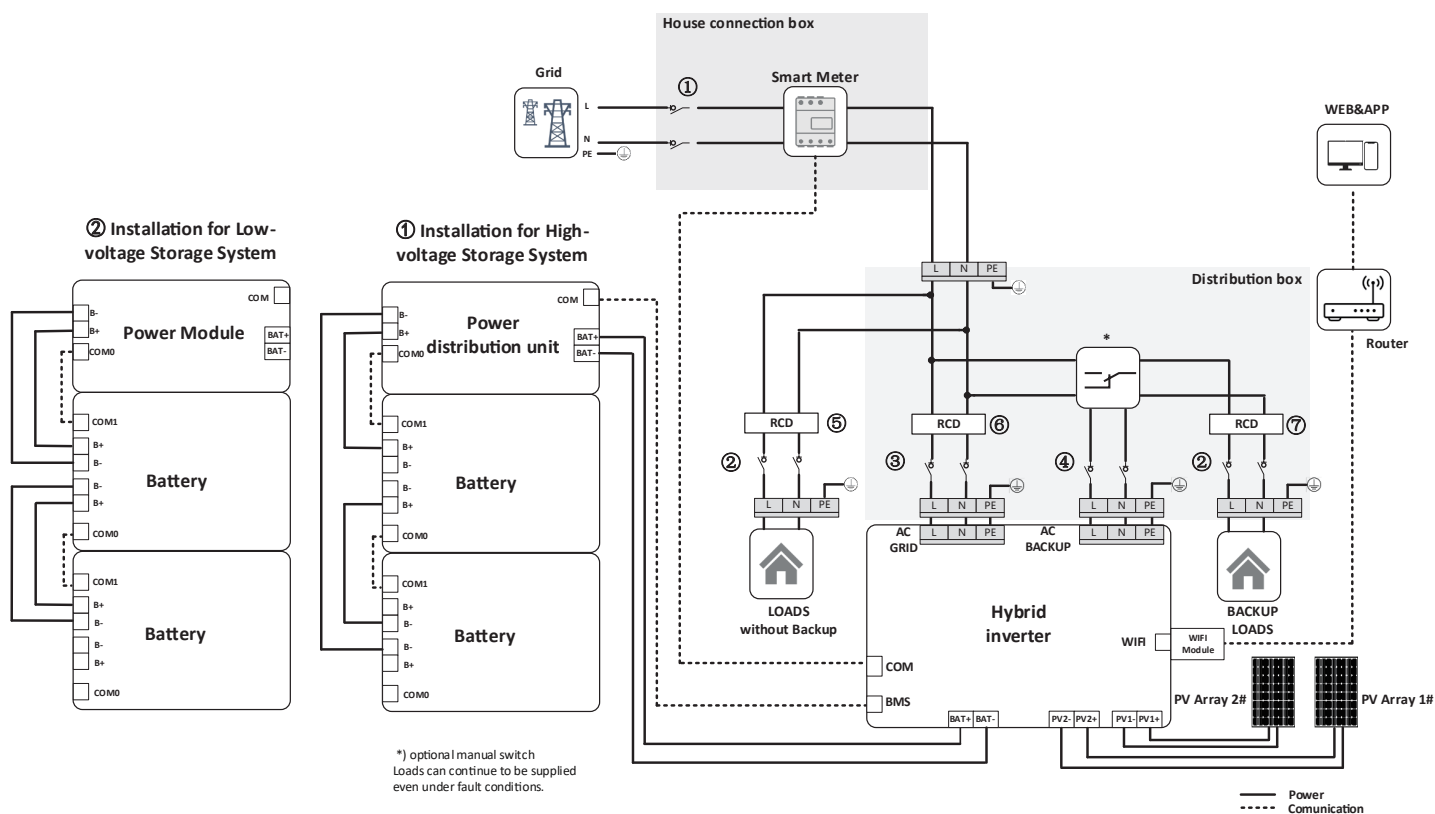 House connection box
Grid
①
Smart Meter
L
N
PE
WEB&APP
② Installation for Low-
voltage Storage System
① Installation for High-
voltage Storage System
L N PE
Distribution box
Router
*
COM
B-
B+
Power Module
BAT+
BAT-
COM0
COM1
B+
B-
Battery
B-
B+
COM0
COM1
B+
B-
Battery
B-
B+
COM0
COM
B-
B+
Power
distribution unit
BAT+
BAT-
COM0
COM1
B+
B-
Battery
B-
B+
COM0
COM1
B+
B-
Battery
B-
B+
COM0
RCD ⑤
RCD ⑥
RCD ⑦
②
③
④
②
L N PE
L N PE
L N PE
L N PE
AC
GRID
L N PE
AC
BACKUP
L N PE
LOADS
without Backup
Hybrid
inverter
BACKUP
LOADS
WIFI
WIFI
Module
COM
BMS
BAT+ BAT-
PV2- PV2+
PV1- PV1+
PV Array 2#
PV Array 1#
*) optional manual switch
Loads can continue to be supplied
even under fault conditions.
Power
Comunication